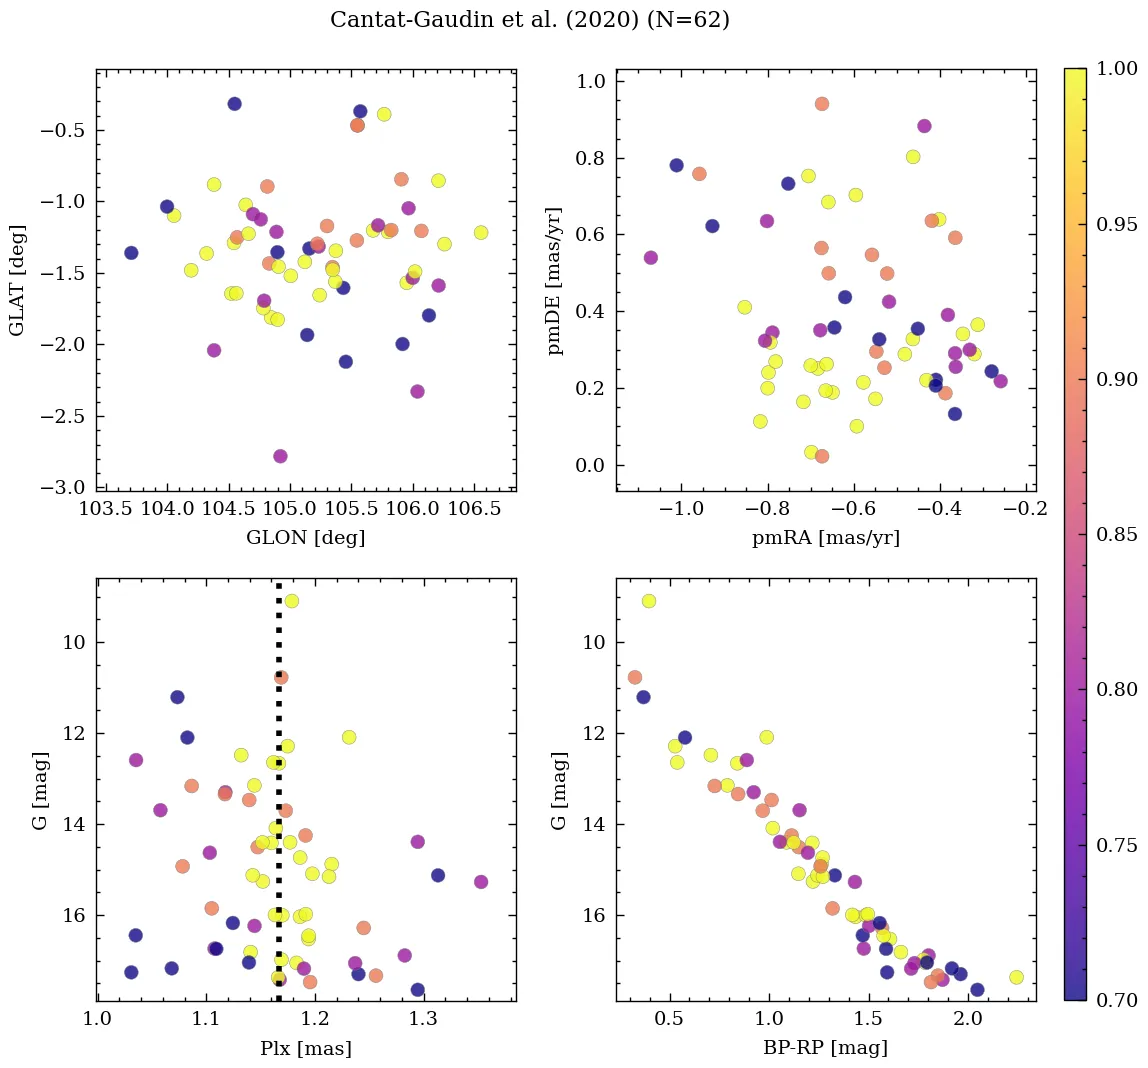 Cantat-Gaudin et al. (2020) (N=62)
−0.5
−1.0
−1.5
−2.0
−2.5
−3.0
GLAT [deg]
103.5 104.0 104.5 105.0 105.5 106.0 106.5
GLON [deg]
1.0
0.8
0.6
0.4
0.2
0.0
pmDE [mas/yr]
−1.0 −0.8 −0.6 −0.4 −0.2
pmRA [mas/yr]
10
12
14
16
G [mag]
1.0 1.1 1.2 1.3
Plx [mas]
10
12
14
16
G [mag]
0.5 1.0 1.5 2.0
BP-RP [mag]
1.00
0.95
0.90
0.85
0.80
0.75
0.70